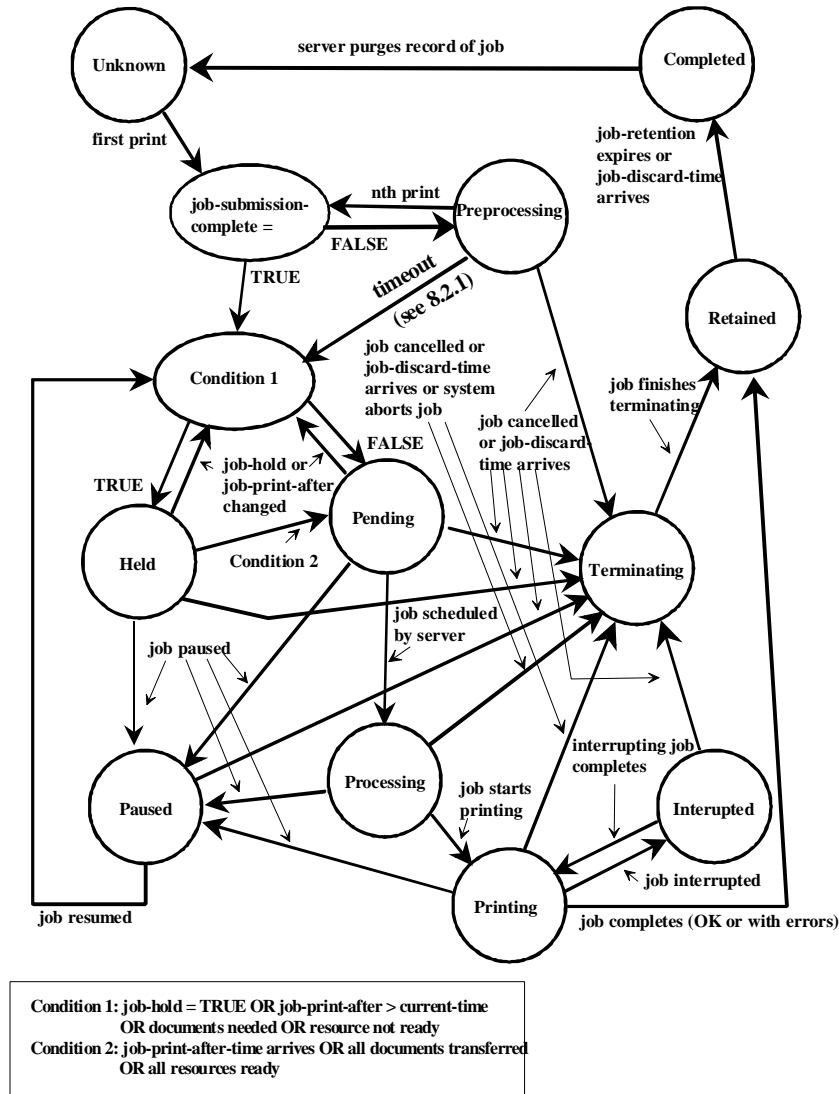 server purges record of job
Unknown
Completed
first print
job-retention
expires or
job-discard-time
arrives
job-submission-
complete =
nth print
FALSE
Preprocessing
TRUE
timeout
(see 8.2.1)
Retained
Condition 1
job cancelled or
job-discard-time
arrives or system
aborts job
job cancelled
or job-discard-
time arrives
job finishes
terminating
TRUE
job-hold or
job-print-after
changed
FALSE
Held
Condition 2
Pending
Terminating
job paused
job scheduled
by server
Paused
Processing
job starts
printing
interrupting job
completes
Interupted
job interrupted
Printing
job resumed
job completes (OK or with errors)
Condition 1: job-hold = TRUE OR job-print-after > current-time
OR documents needed OR resource not ready
Condition 2: job-print-after-time arrives OR all documents transferred
OR all resources ready